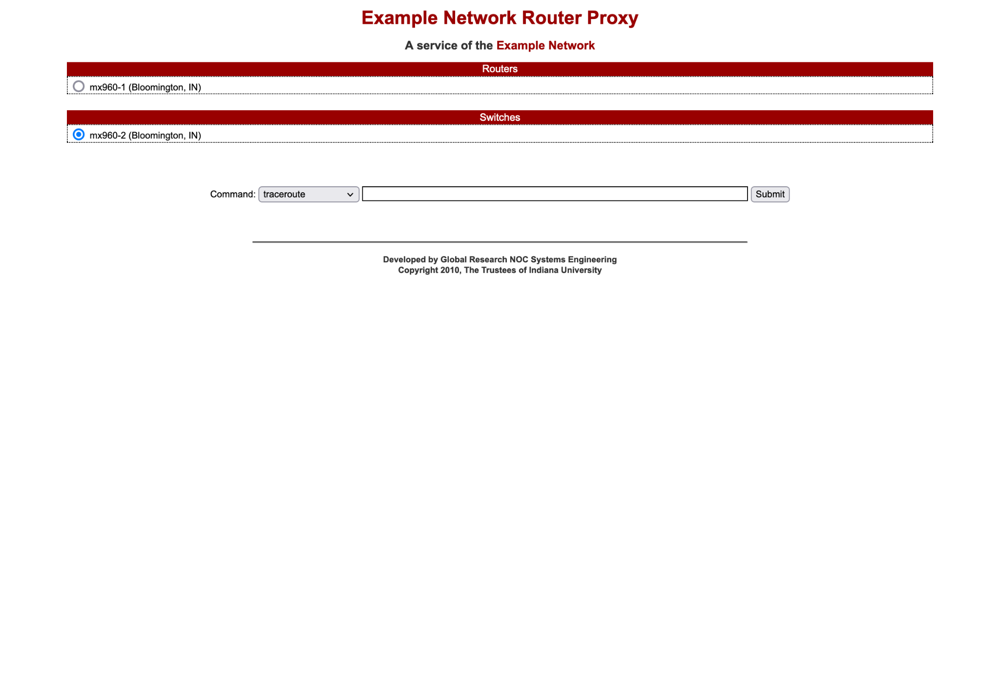 Example Network Router Proxy
A service of the Example Network
Routers
mx960-1 (Bloomington, IN)
Switches
mx960-2 (Bloomington, IN)
Command: traceroute Submit
Developed by Global Research NOC Systems Engineering
Copyright 2010, The Trustees of Indiana University